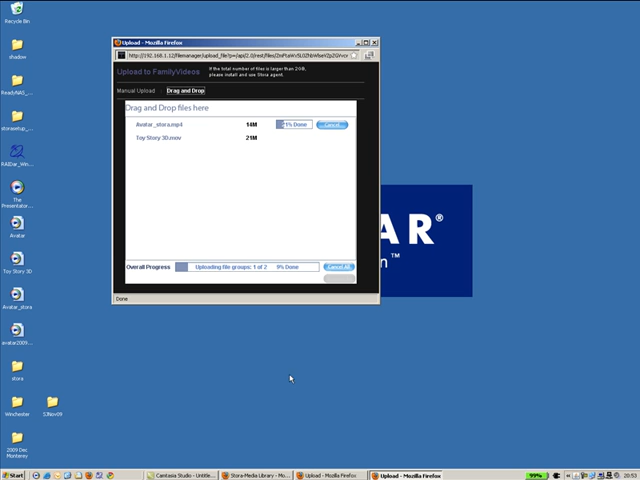 Recycle Bin
shadow
ReadyNAS_...
storasetup_...
RAIDar_Win...
The
Presentator...
Avatar
Toy Story 3D
Avatar_stora
avatar2009...
stora
Winchester
S3Nov09
2009 Dec
Monterey
Upload - Mozilla Firefox
Upload to FamilyVideos
If the total number of files is larger than 2GB,
please install and use Stora agent.
Manual Upload
Drag and Drop
Drag and Drop files here
Avatar_stora.mp4 14M 21% Done Cancel
Toy Story 3D.mov 21M
Overall Progress Uploading file groups: 1 of 2 9% Done Cancel All
Done
AR®
n™
Start
Camtasia Studio - Untitle...
Stora-Media Library - Mo...
Upload - Mozilla Firefox
Upload - Mozilla Firefox
99%
20:53